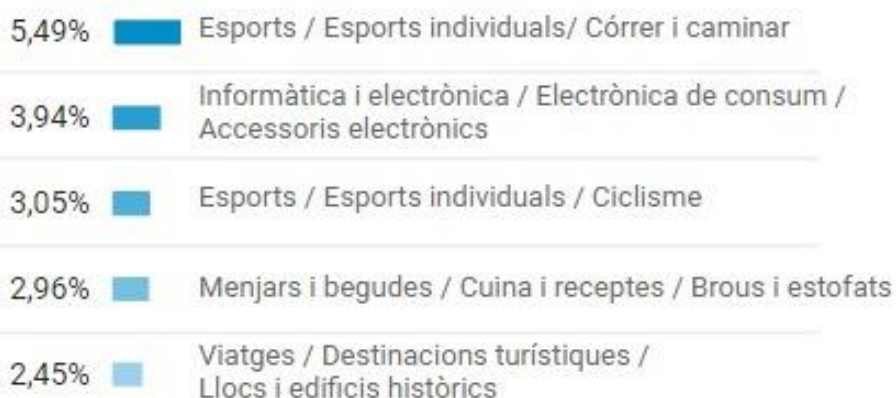 5,49% Esports / Esports individuals/ Córrer i caminar
3,94% Informàtica i electrònica / Electrònica de consum /
Accessoris electrònics
3,05% Esports / Esports individuals / Ciclisme
2,96% Menjars i begudes / Cuina i receptes / Brous i estofats
2,45% Viatges / Destinacions turístiques /
Llocs i edificis històrics